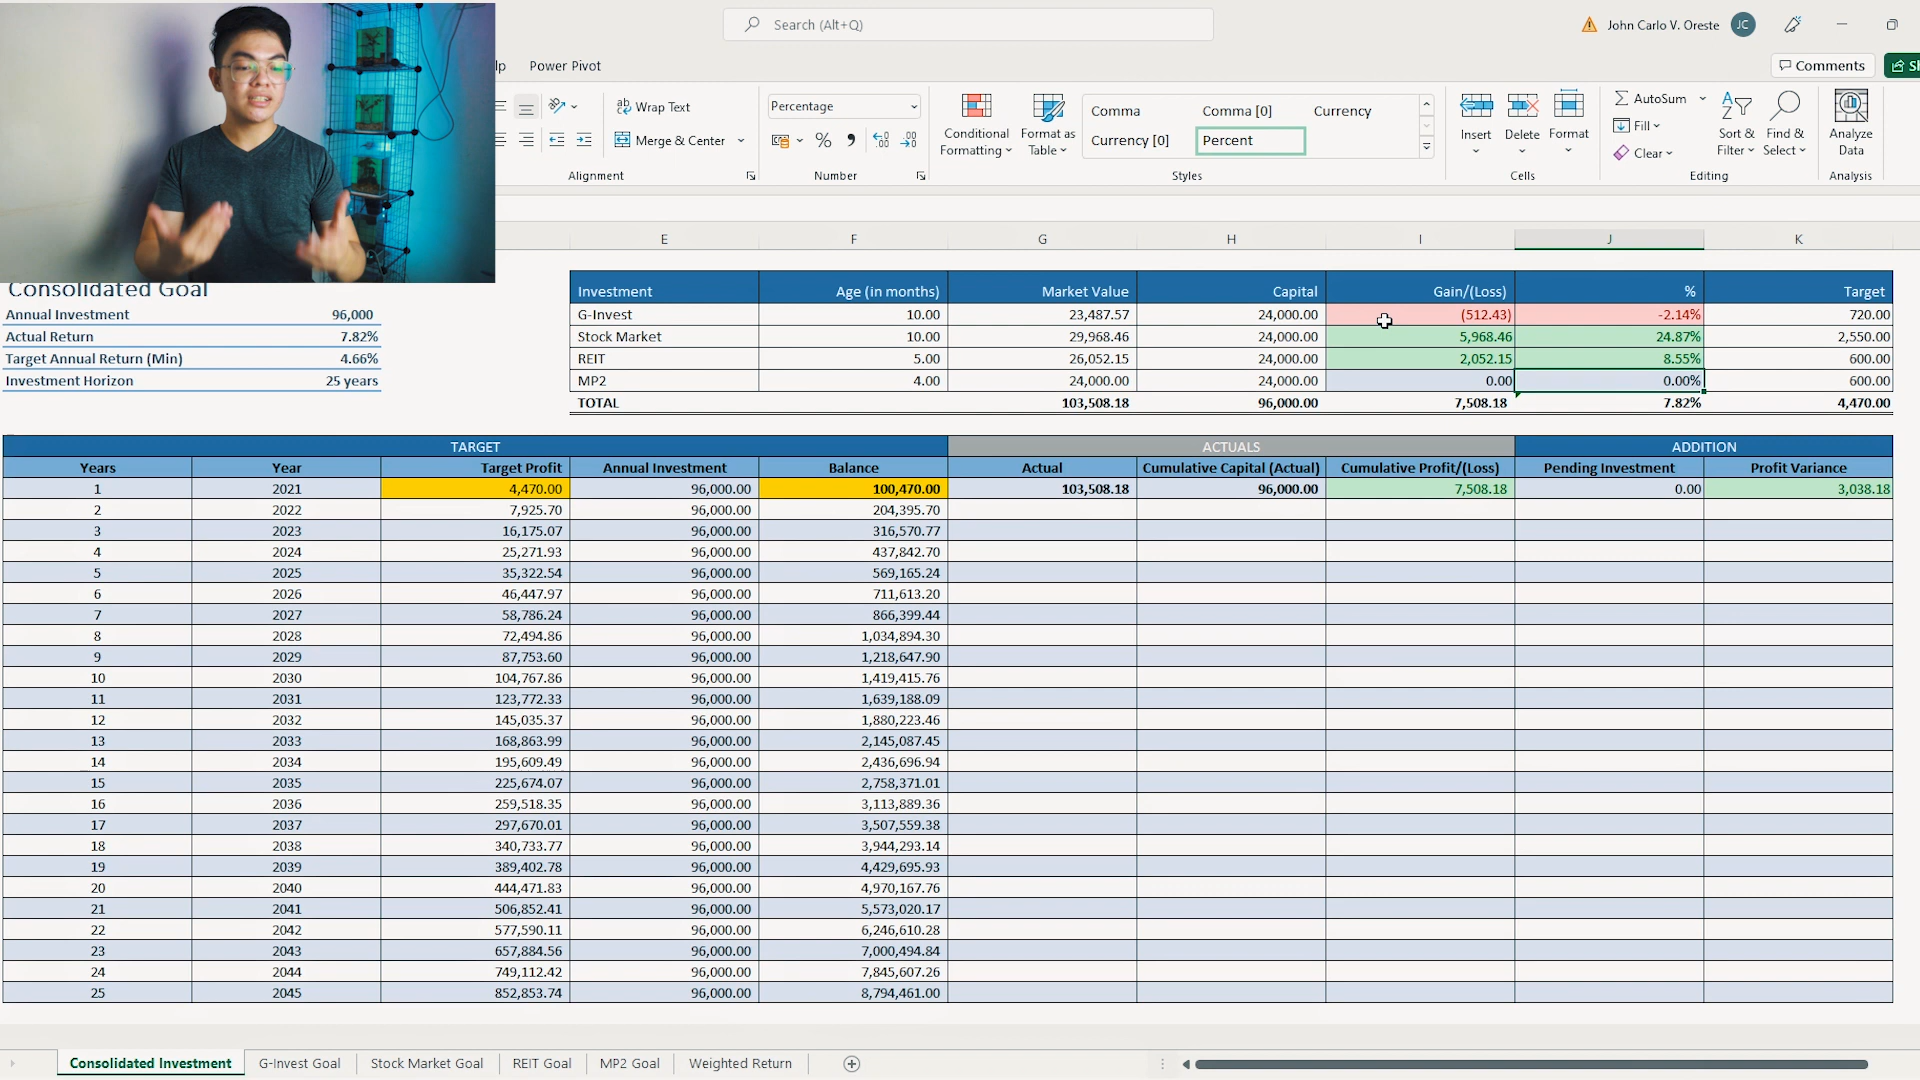 Search (Alt+Q)
John Carlo V. Oreste JC
lp Power Pivot
Comments Sh
Wrap Text
Merge & Center
Alignment
Percentage
%
Number
Conditional Formatting
Format as Table
Comma Comma [0] Currency
Currency [0] Percent
Styles
Insert Delete Format
Cells
AutoSum
Fill
Clear
Sort & Filter
Find & Select
Editing
Analyze Data
Analysis
E F G H I J K
Consolidated Goal
Annual Investment 96,000
Actual Return 7.82%
Target Annual Return (Min) 4.66%
Investment Horizon 25 years
Investment Age (in months) Market Value Capital Gain/(Loss) % Target
G-Invest 10.00 23,487.57 24,000.00 (512.43) -2.14% 720.00
Stock Market 10.00 29,968.46 24,000.00 5,968.46 24.87% 2,550.00
REIT 5.00 26,052.15 24,000.00 2,052.15 8.55% 600.00
MP2 4.00 24,000.00 24,000.00 0.00 0.00% 600.00
TOTAL 103,508.18 96,000.00 7,508.18 7.82% 4,470.00
TARGET ACTUALS ADDITION
Years Year Target Profit Annual Investment Balance Actual Cumulative Capital (Actual) Cumulative Profit/(Loss) Pending Investment Profit Variance
1 2021 4,470.00 96,000.00 100,470.00 103,508.18 96,000.00 7,508.18 0.00 3,038.18
2 2022 7,925.70 96,000.00 204,395.70
3 2023 16,175.07 96,000.00 316,570.77
4 2024 25,271.93 96,000.00 437,842.70
5 2025 35,322.54 96,000.00 569,165.24
6 2026 46,447.97 96,000.00 711,613.20
7 2027 58,786.24 96,000.00 866,399.44
8 2028 72,494.86 96,000.00 1,034,894.30
9 2029 87,753.60 96,000.00 1,218,647.90
10 2030 104,767.86 96,000.00 1,419,415.76
11 2031 123,772.33 96,000.00 1,639,188.09
12 2032 145,035.37 96,000.00 1,880,223.46
13 2033 168,863.99 96,000.00 2,145,087.45
14 2034 195,609.49 96,000.00 2,436,696.94
15 2035 225,674.07 96,000.00 2,758,371.01
16 2036 259,518.35 96,000.00 3,113,889.36
17 2037 297,670.01 96,000.00 3,507,559.38
18 2038 340,733.77 96,000.00 3,944,293.14
19 2039 389,402.78 96,000.00 4,429,695.93
20 2040 444,471.83 96,000.00 4,970,167.76
21 2041 506,852.41 96,000.00 5,573,020.17
22 2042 577,590.11 96,000.00 6,246,610.28
23 2043 657,884.56 96,000.00 7,000,494.84
24 2044 749,112.42 96,000.00 7,845,607.26
25 2045 852,853.74 96,000.00 8,794,461.00
Consolidated Investment G-Invest Goal Stock Market Goal REIT Goal MP2 Goal Weighted Return